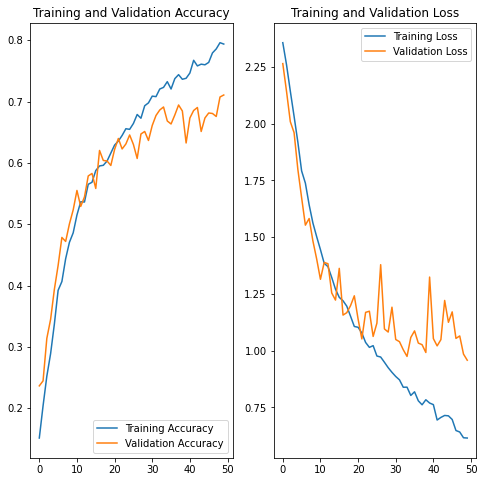 Training and Validation Accuracy
0.8
0.7
0.6
0.5
0.4
0.3
0.2
Training Accuracy
Validation Accuracy
0 10 20 30 40 50
Training and Validation Loss
Training Loss
Validation Loss
2.25
2.00
1.75
1.50
1.25
1.00
0.75
0 10 20 30 40 50